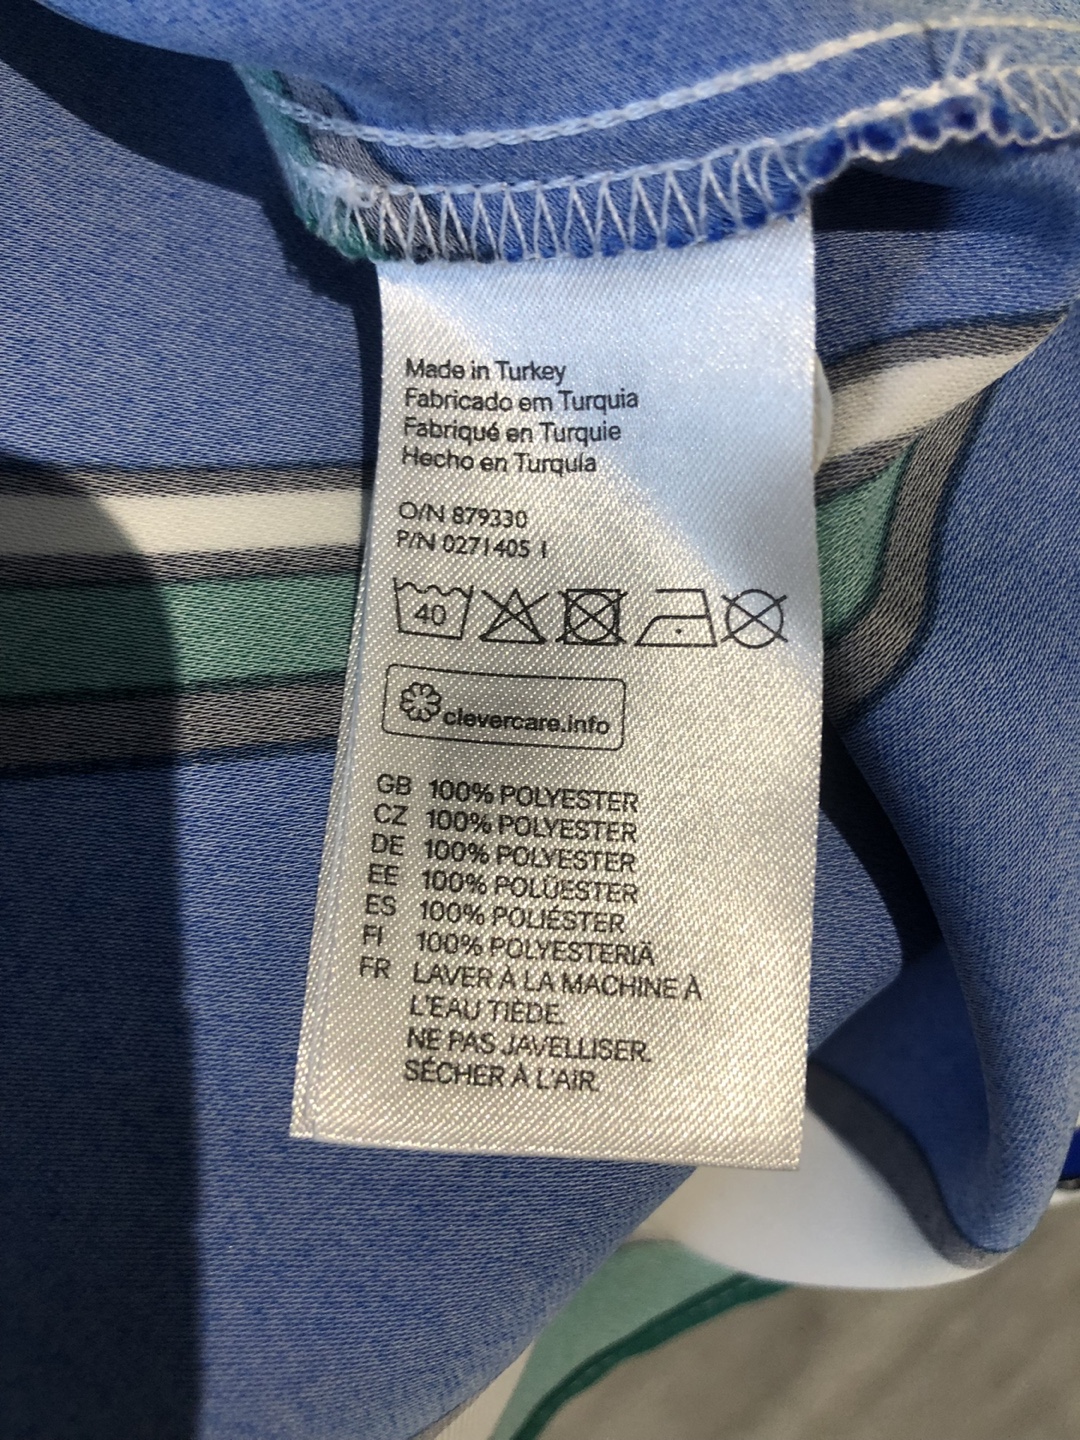 Made in Turkey
Fabricado em Turquia
Fabriqué en Turquie
Hecho en Turquía
O/N 879330
P/N 0271405 1
40
clevercare.info
GB 100% POLYESTER
CZ 100% POLYESTER
DE 100% POLYESTER
EE 100% POLÜESTER
ES 100% POLIÉSTER
FI 100% POLYESTERIÄ
FR LAVER À LA MACHINE À
L'EAU TIÈDE.
NE PAS JAVELLISER.
SÉCHER À L'AIR.